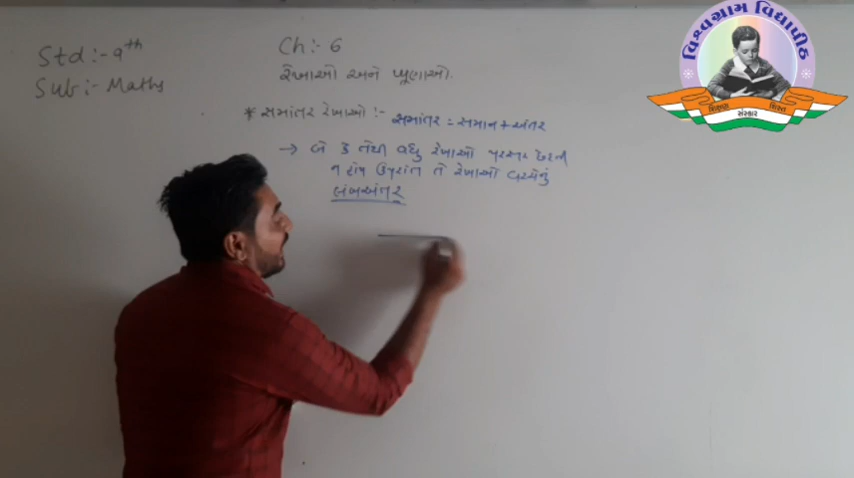 Std :- 9th
Sub :- Maths
Ch :- 6
રેખાઓ અને ખૂણાઓ.
* સમાંતર રેખાઓ :- સમાંતર = સમાન + અંતર
→ બે કે તેથી વધુ રેખાઓ પરસ્પર છેદતી
ન હોય ઉપરાંત તે રેખાઓ વચ્ચેનું
લંબઅંતર
વિશ્વગ્રામ વિદ્યાપીઠ
શિક્ષણ
સંસ્કાર
શિસ્ત